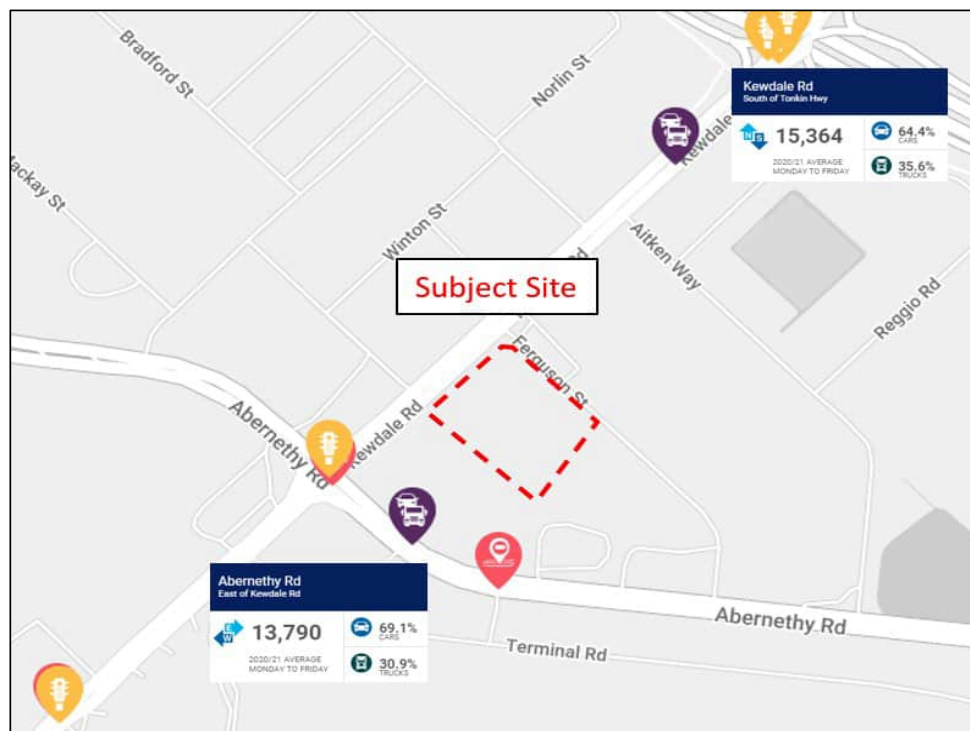 Bradford St
Norlin St
Kewdale Rd
South of Tonkin Hwy
15,364
2020/21 AVERAGE
MONDAY TO FRIDAY
64.4%
CARS
35.6%
TRUCKS
N
S
Kewdale
Mackay St
Winton St
Aitken Way
Rd
Subject Site
Reggio Rd
Ferguson St
Abernethy Rd
Kewdale Rd
Abernethy Rd
East of Kewdale Rd
E
W
13,790
2020/21 AVERAGE
MONDAY TO FRIDAY
69.1%
CARS
30.9%
TRUCKS
Abernethy Rd
Terminal Rd